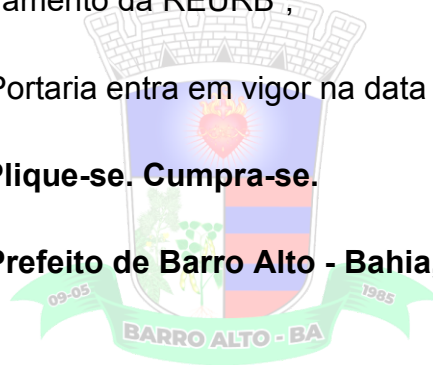 amento da REURB ;
Portaria entra em vigor na data
Plique-se. Cumpra-se.
Prefeito de Barro Alto - Bahia
09-05 1985
BARRO ALTO - BA